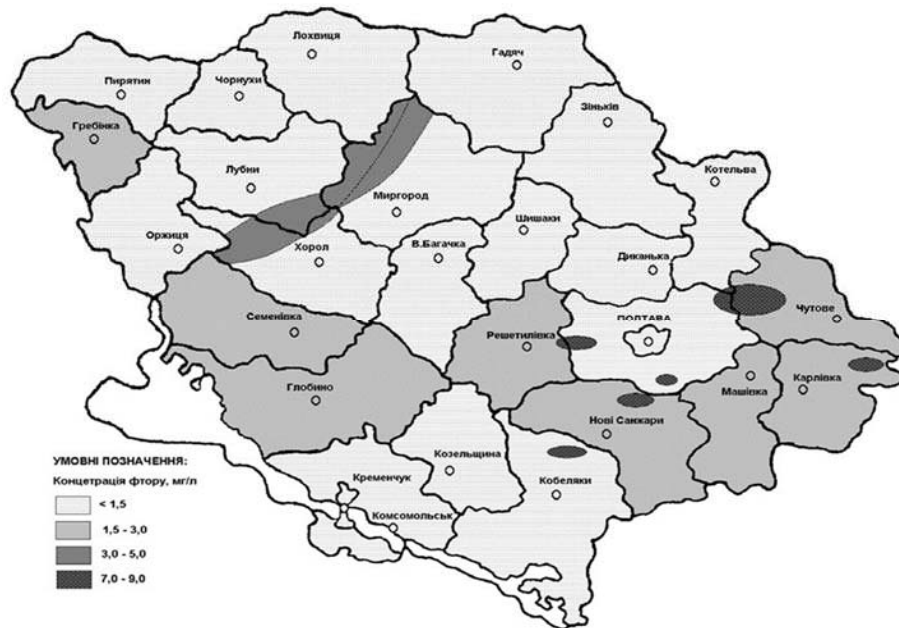 Лохвиця
Гадяч
Пирятин
Чорнухи
Зіньків
Гребінка
Лубни
Котельва
Миргород
Шишаки
Оржиця
Хорол
В.Багачка
Диканька
Семенівка
ПОЛТАВА
Чутове
Решетилівка
Глобино
Машівка
Карлівка
Нові Санжари
УМОВНІ ПОЗНАЧЕННЯ:
Концетрація фтору, мг/л
< 1,5
1,5 - 3,0
3,0 - 5,0
7,0 - 9,0
Козельщина
Кременчук
Кобеляки
Комсомольськ